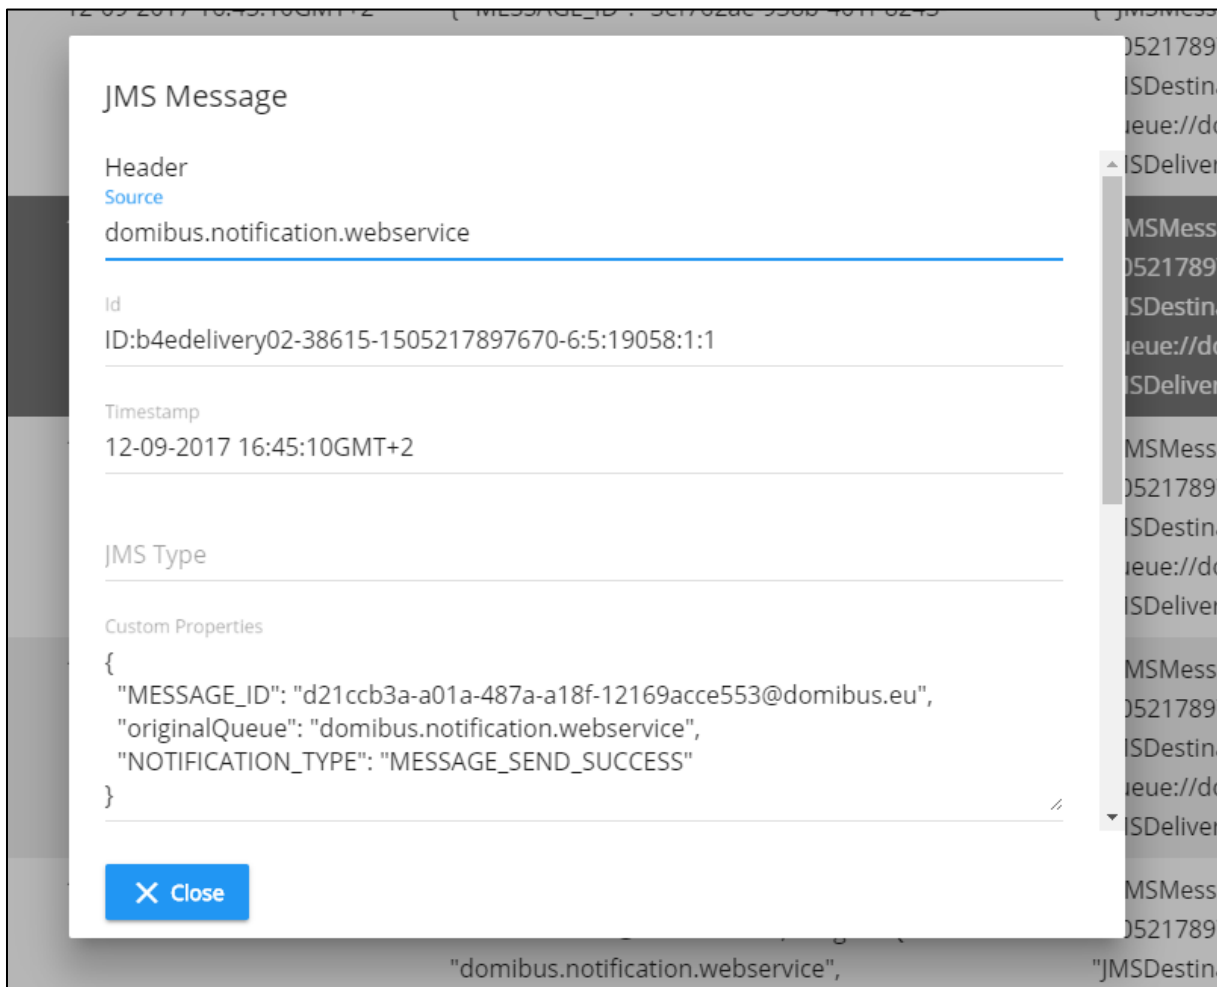 JMS Message
Header
Source
domibus.notification.webservice
Id
ID:b4edelivery02-38615-1505217897670-6:5:19058:1:1
Timestamp
12-09-2017 16:45:10GMT+2
JMS Type
Custom Properties
{
"MESSAGE_ID": "d21ccb3a-a01a-487a-a18f-12169acce553@domibus.eu",
"originalQueue": "domibus.notification.webservice",
"NOTIFICATION_TYPE": "MESSAGE_SEND_SUCCESS"
}
Close
"domibus.notification.webservice",